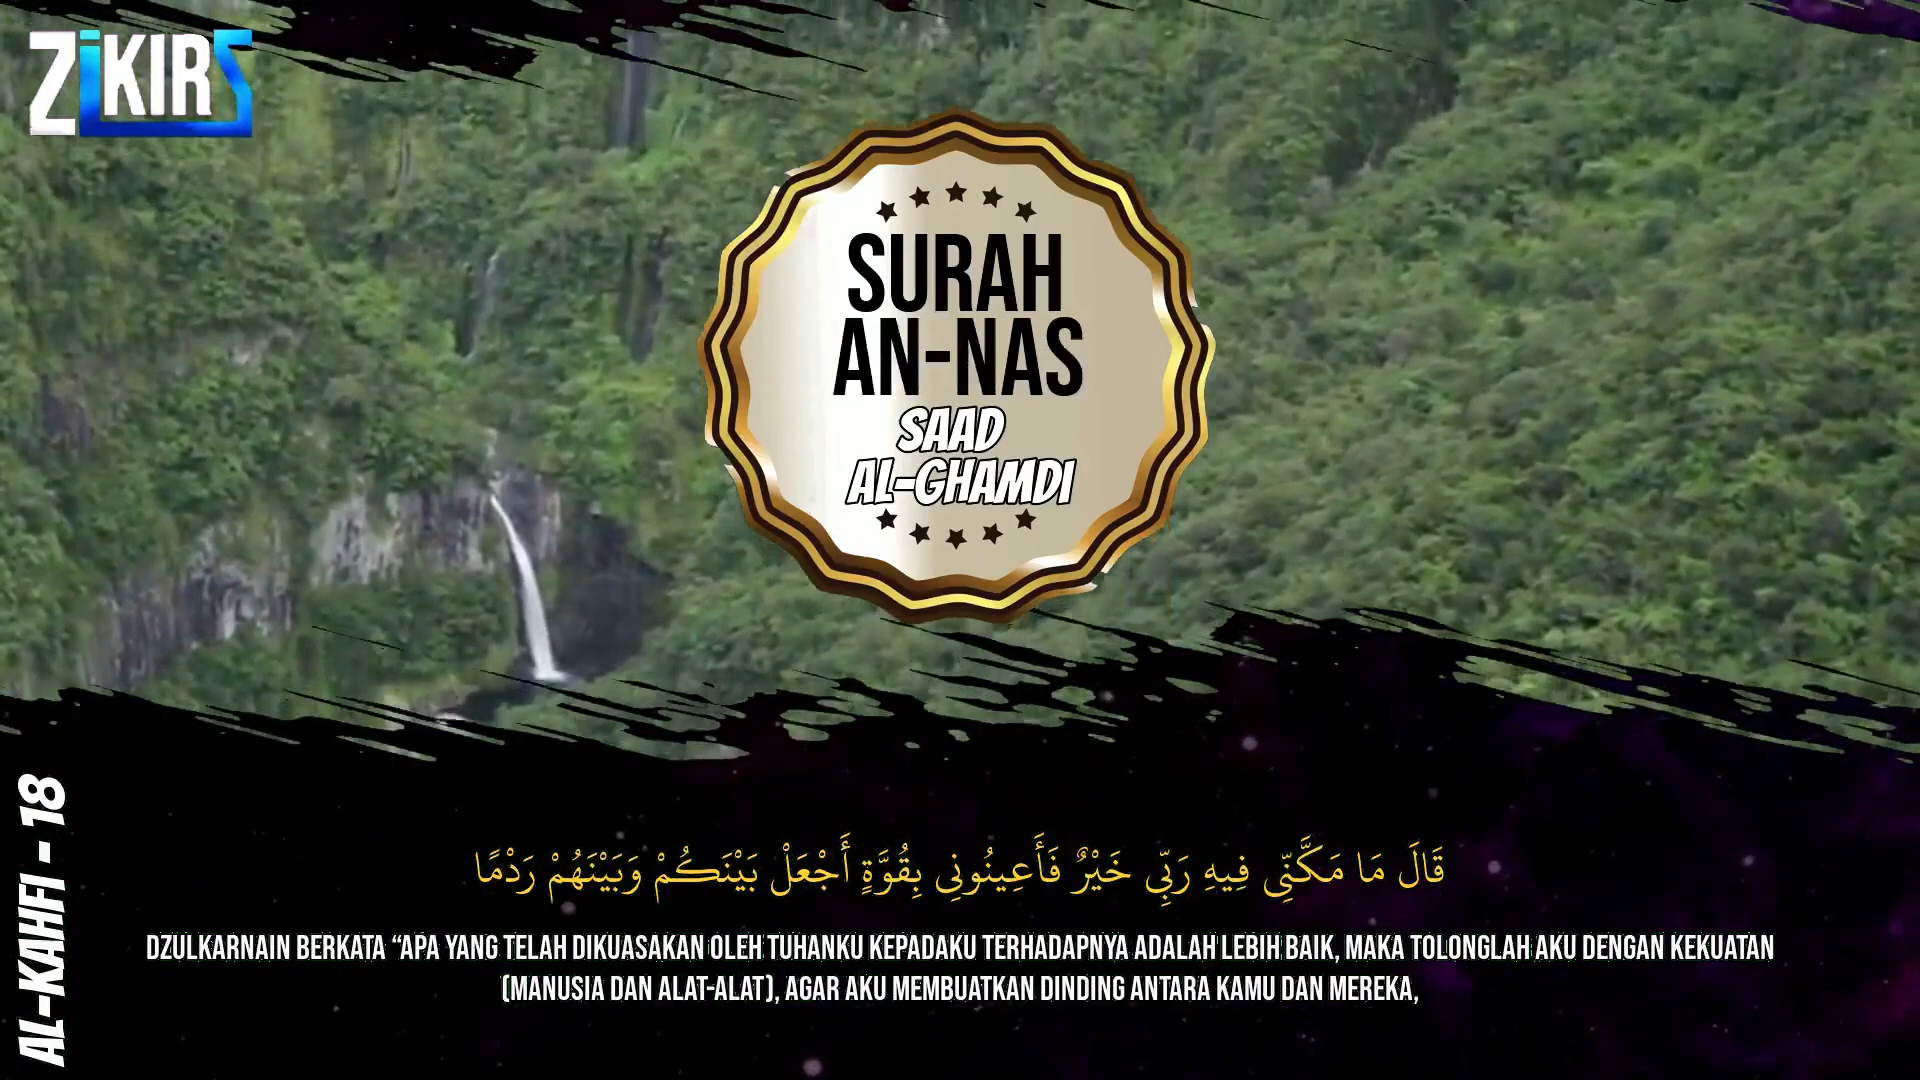 ZiKIRS
SURAH
AN-NAS
SAAD
AL-GHAMDI
قَالَ مَا مَكَّنِّى فِيهِ رَبِّى خَيْرٌ فَأَعِينُونِى بِقُوَّةٍ أَجْعَلْ بَيْنَكُمْ وَبَيْنَهُمْ رَدْمًا
DZULKARNAIN BERKATA “APA YANG TELAH DIKUASAKAN OLEH TUHANKU KEPADAKU TERHADAPNYA ADALAH LEBIH BAIK, MAKA TOLONGLAH AKU DENGAN KEKUATAN
(MANUSIA DAN ALAT-ALAT), AGAR AKU MEMBUATKAN DINDING ANTARA KAMU DAN MEREKA,
AL-KAHFI - 18